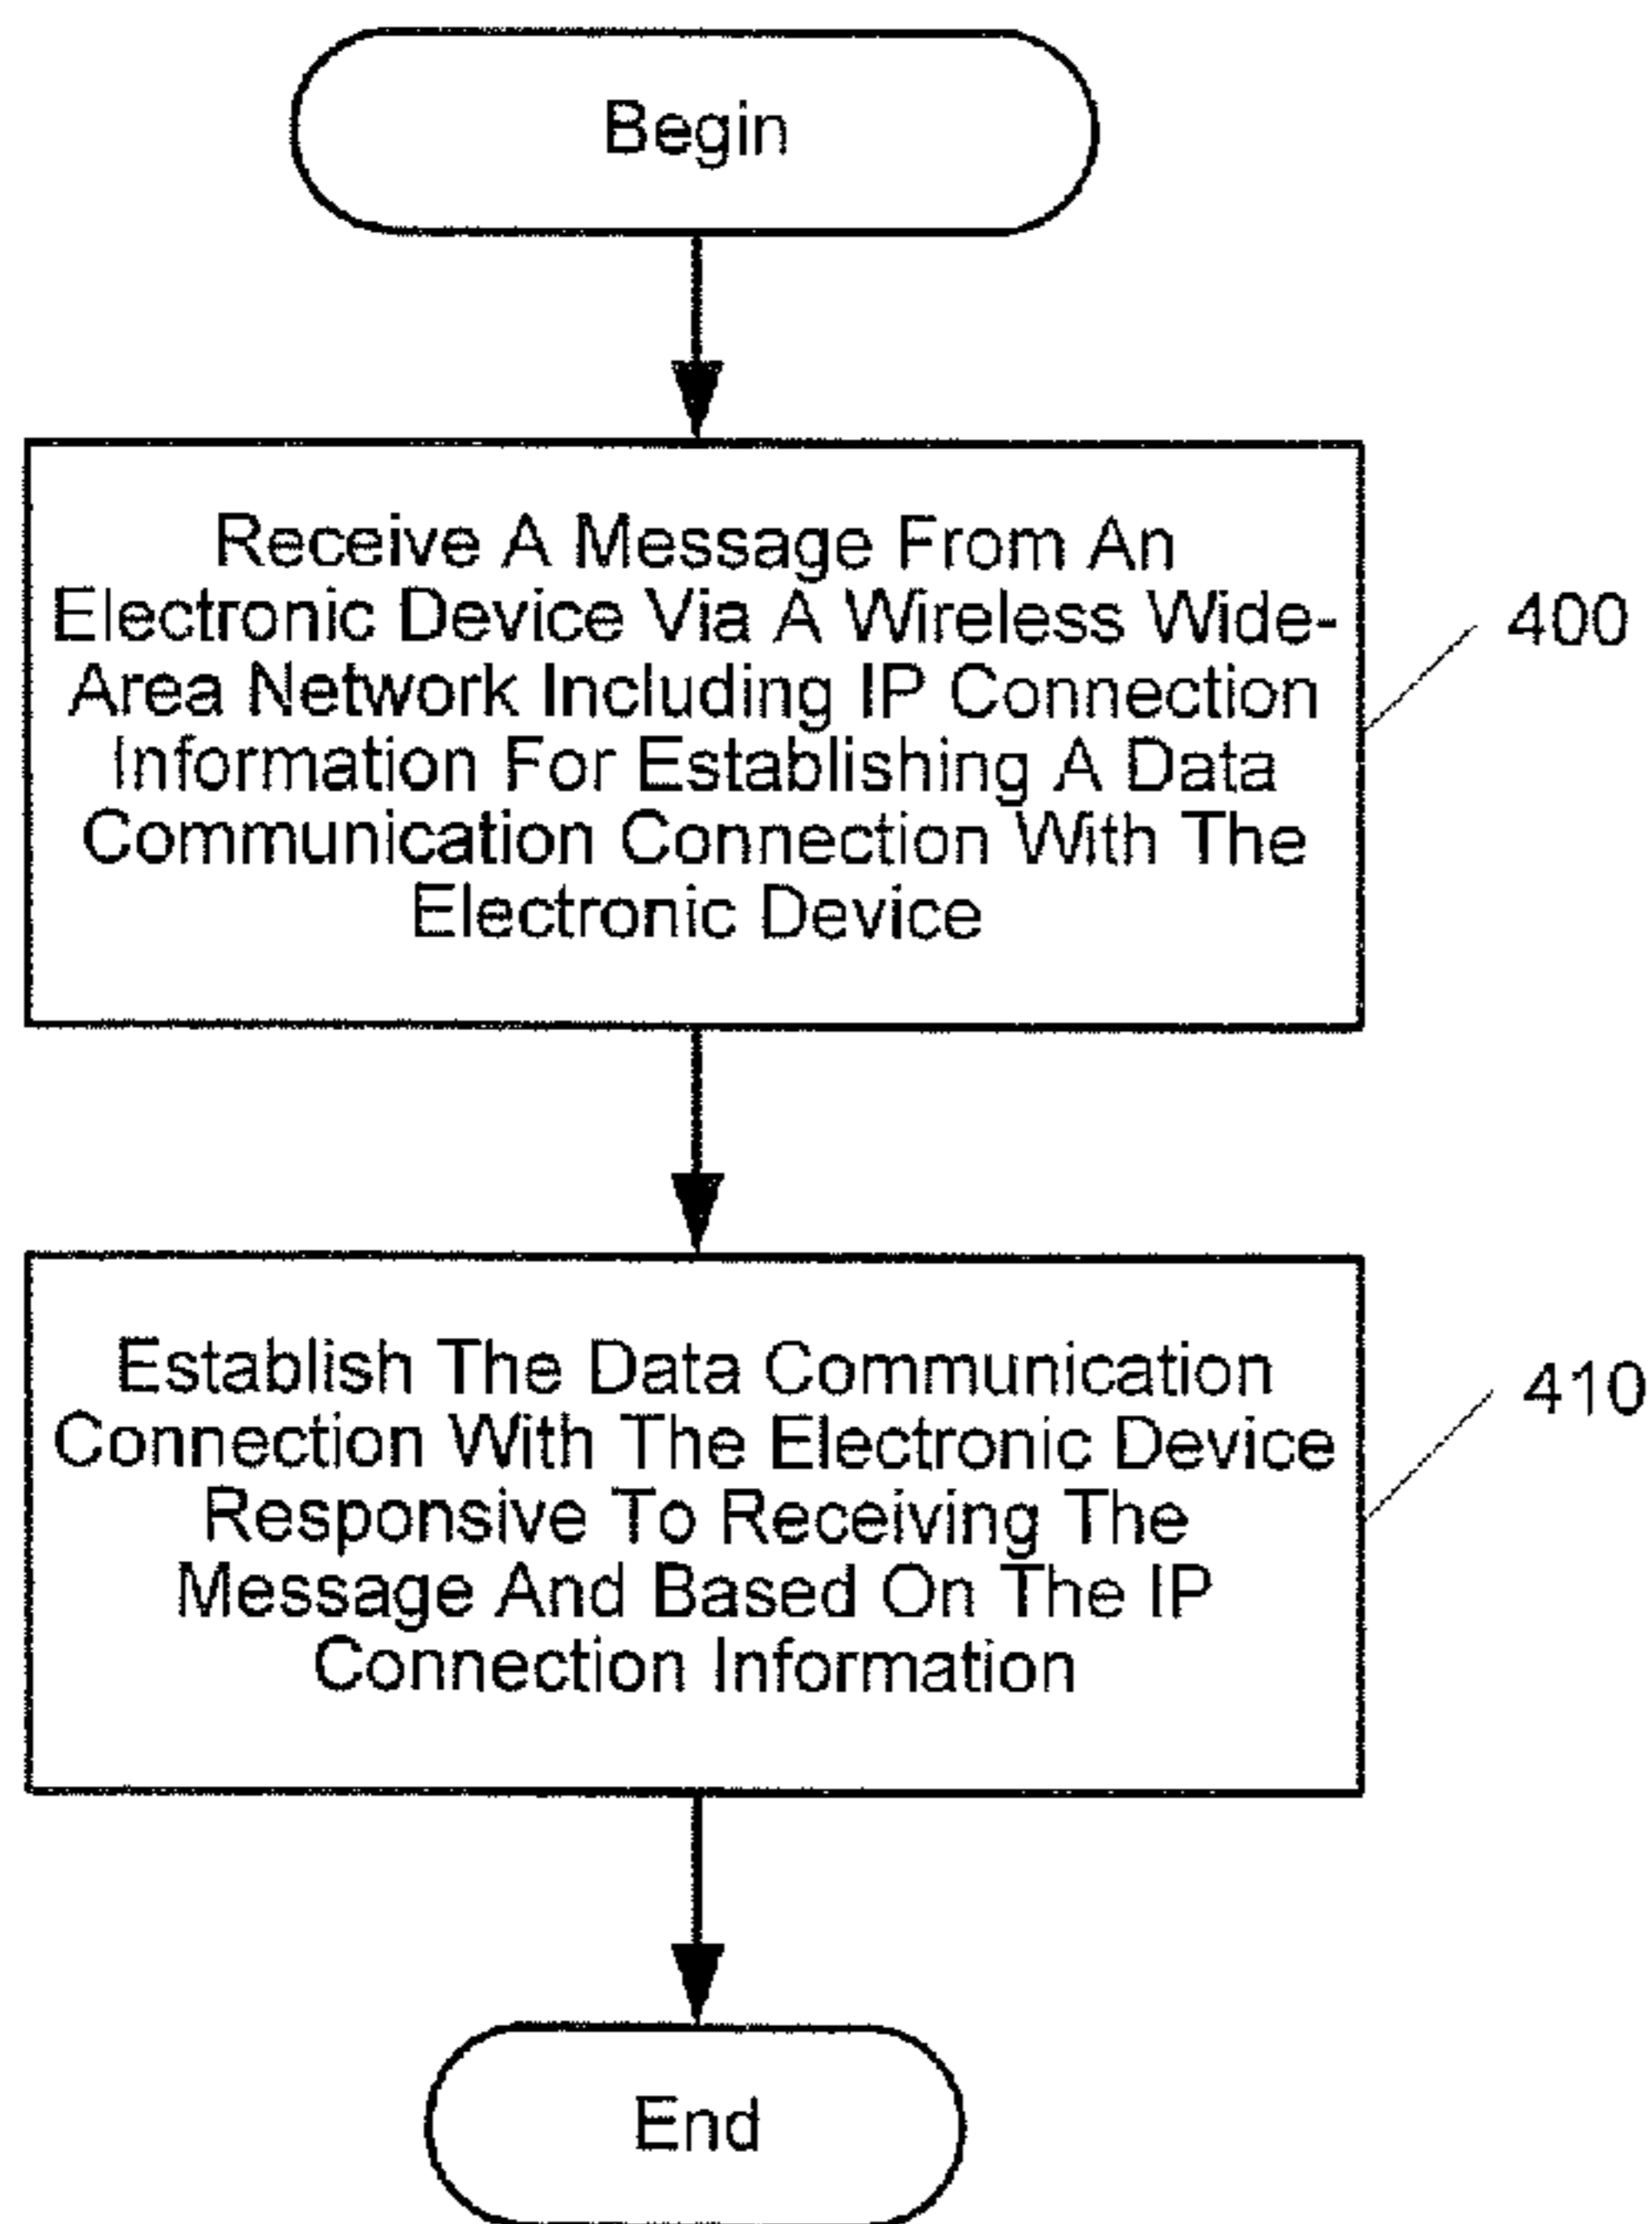 Begin
Receive A Message From An
Electronic Device Via A Wireless Wide-
Area Network Including IP Connection
Information For Establishing A Data
Communication Connection With The
Electronic Device
400
Establish The Data Communication
Connection With The Electronic Device
Responsive To Receiving The
Message And Based On The IP
Connection Information
410
End